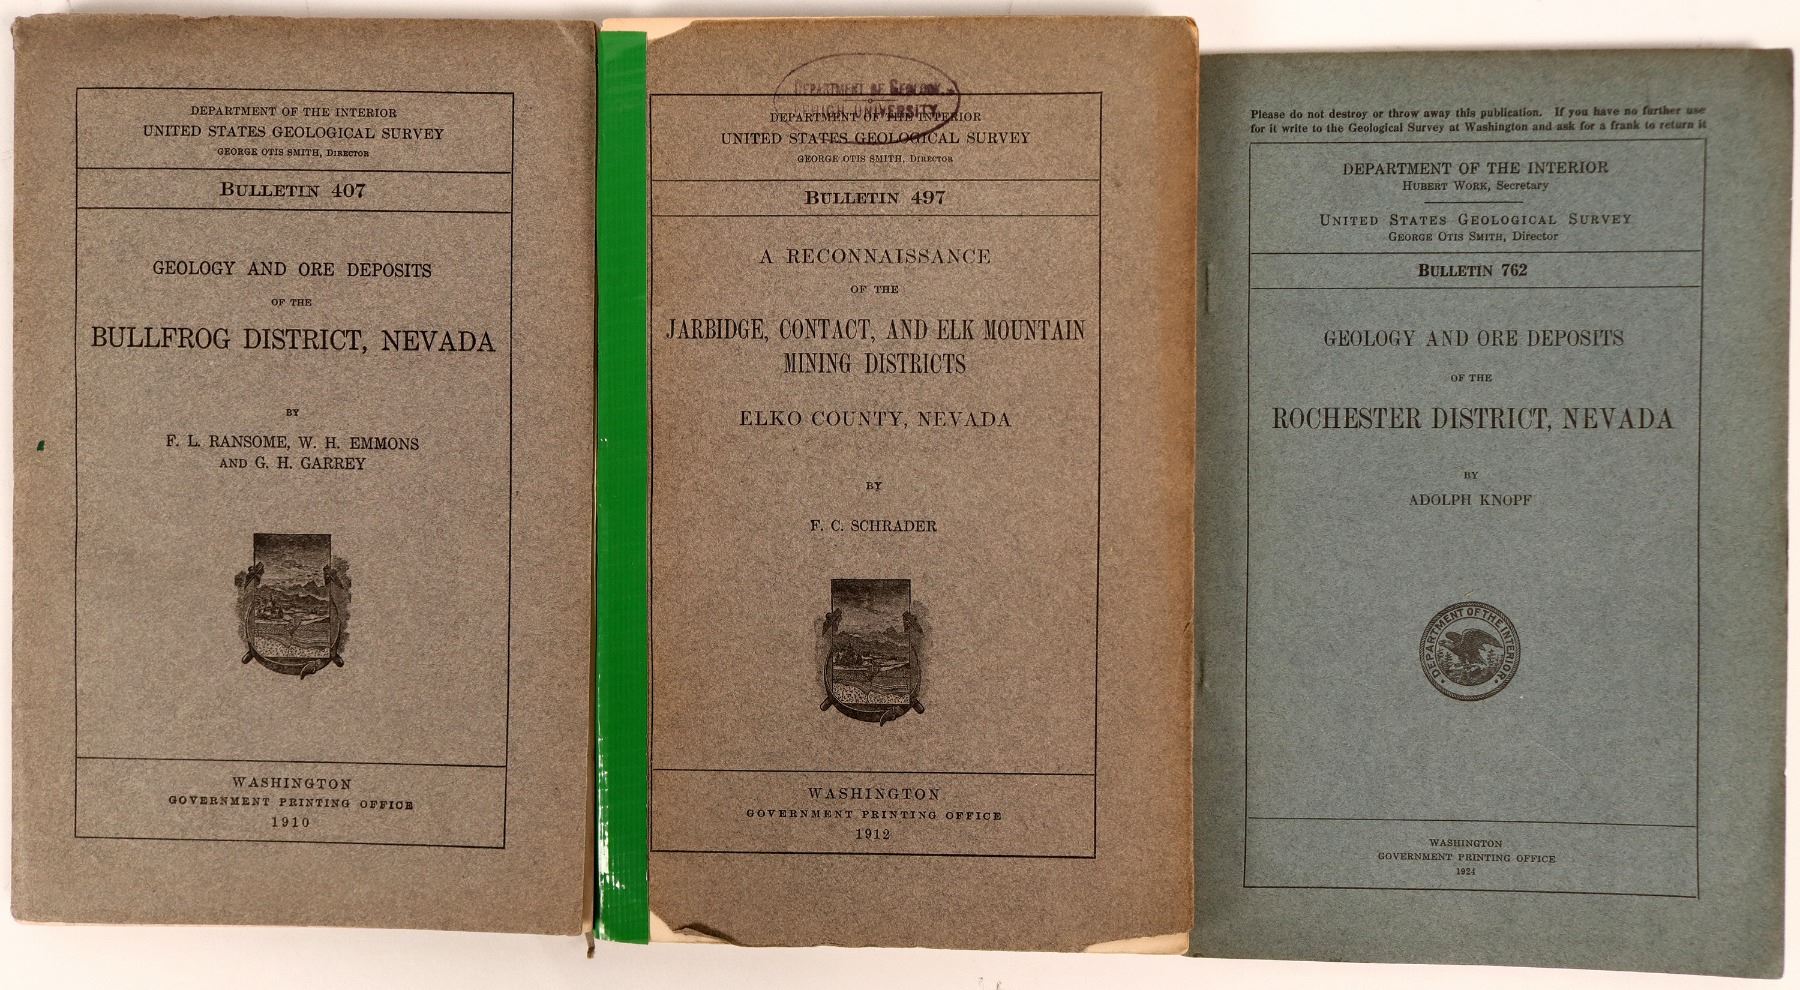 DEPARTMENT OF THE INTERIOR
UNITED STATES GEOLOGICAL SURVEY
GEORGE OTIS SMITH, DIRECTOR
BULLETIN 407
GEOLOGY AND ORE DEPOSITS
OF THE
BULLFROG DISTRICT, NEVADA
BY
F. L. RANSOME, W. H. EMMONS
AND G. H. GARREY
WASHINGTON
GOVERNMENT PRINTING OFFICE
1910
DEPARTMENT OF GEOLOGY,
LEHIGH UNIVERSITY
DEPARTMENT OF THE INTERIOR
UNITED STATES GEOLOGICAL SURVEY
GEORGE OTIS SMITH, DIRECTOR
BULLETIN 497
A RECONNAISSANCE
OF THE
JARBIDGE, CONTACT, AND ELK MOUNTAIN
MINING DISTRICTS
ELKO COUNTY, NEVADA
BY
F. C. SCHRADER
WASHINGTON
GOVERNMENT PRINTING OFFICE
1912
Please do not destroy or throw away this publication. If you have no further use
for it write to the Geological Survey at Washington and ask for a frank to return it
DEPARTMENT OF THE INTERIOR
HUBERT WORK, Secretary
UNITED STATES GEOLOGICAL SURVEY
GEORGE OTIS SMITH, Director
BULLETIN 762
GEOLOGY AND ORE DEPOSITS
OF THE
ROCHESTER DISTRICT, NEVADA
BY
ADOLPH KNOPF
DEPARTMENT OF THE INTERIOR
WASHINGTON
GOVERNMENT PRINTING OFFICE
1924